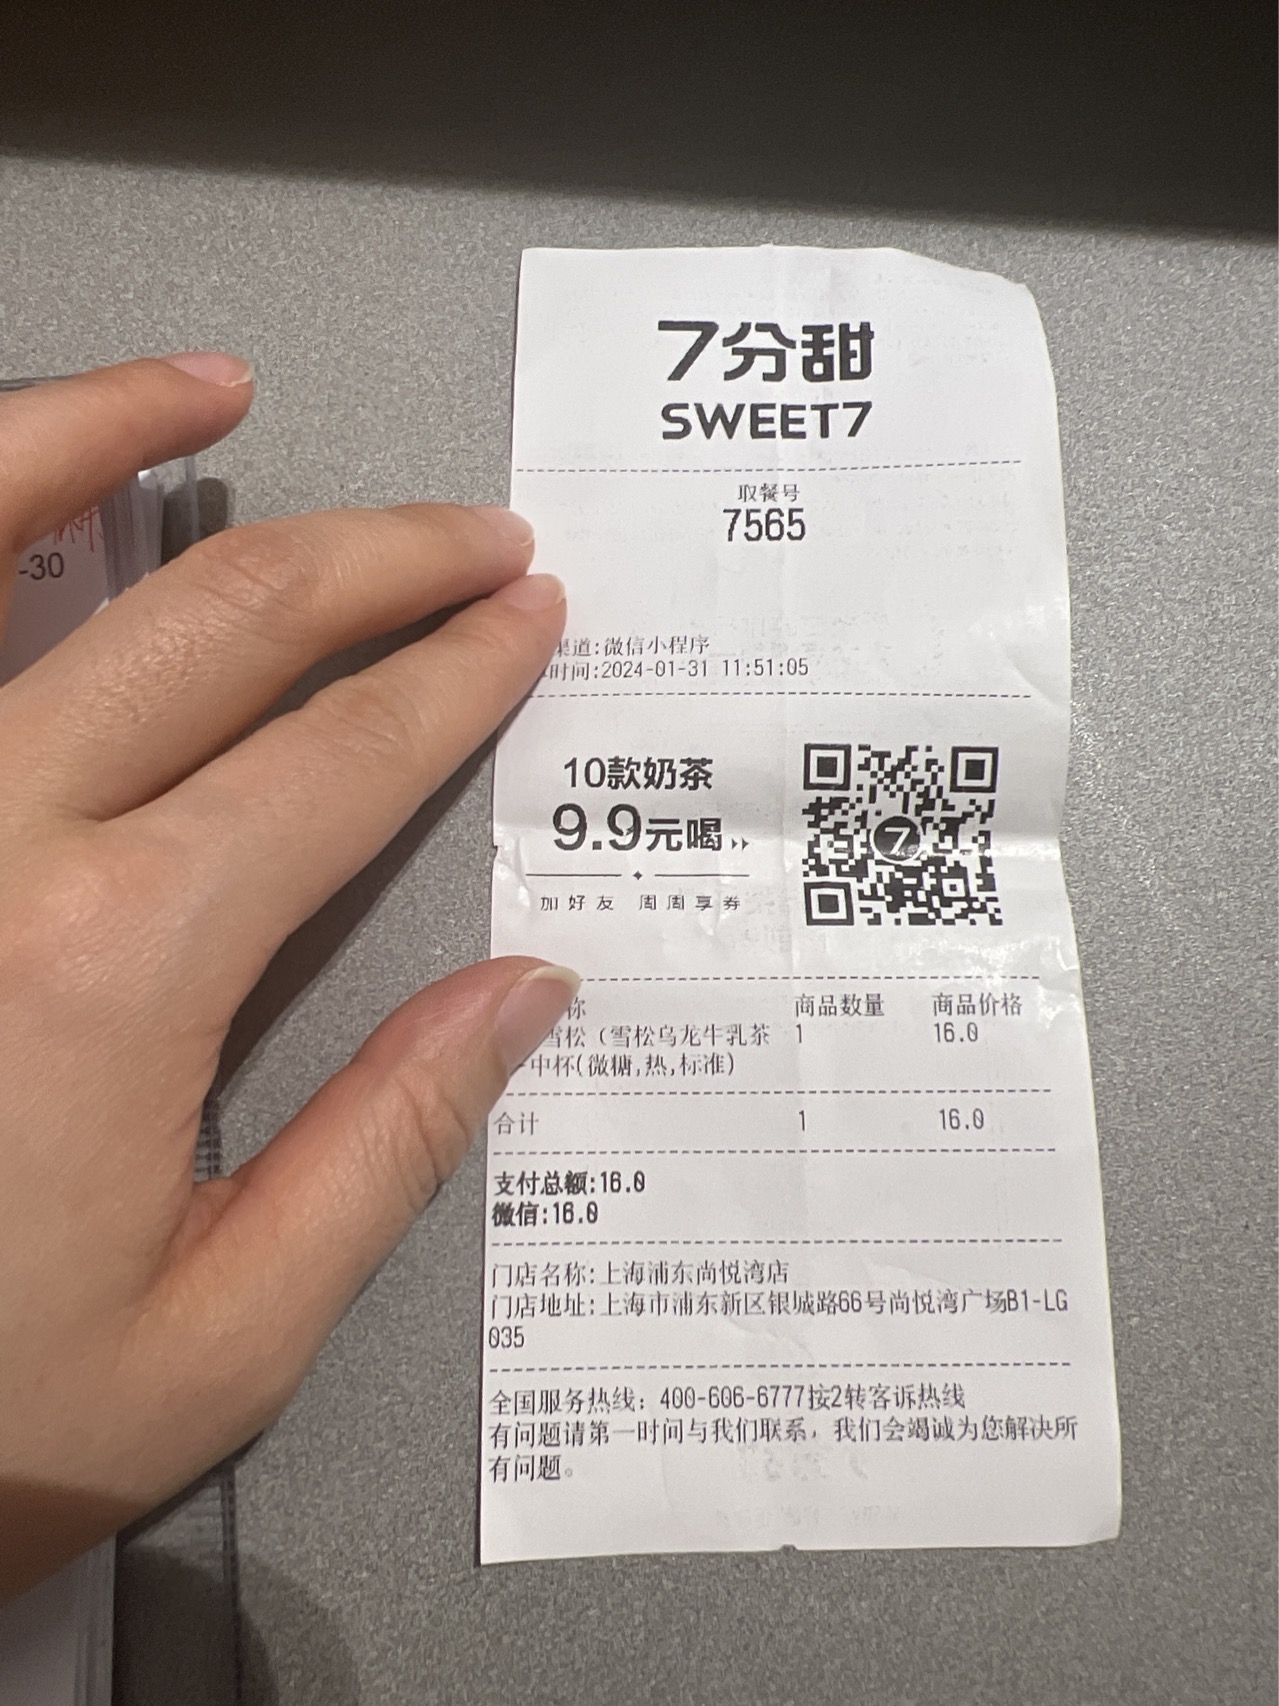 7分甜
SWEET7
取餐号
7565
-30
渠道:微信小程序
时间:2024-01-31 11:51:05
10款奶茶
9.9元喝
加好友 周周享券
7
称 商品数量 商品价格
雪松（雪松乌龙牛乳茶 1 16.0
-中杯(微糖,热,标准)
合计 1 16.0
支付总额:16.0
微信:16.0
门店名称:上海浦东尚悦湾店
门店地址:上海市浦东新区银城路66号尚悦湾广场B1-LG
035
全国服务热线：400-606-6777按2转客诉热线
有问题请第一时间与我们联系，我们会竭诚为您解决所
有问题。